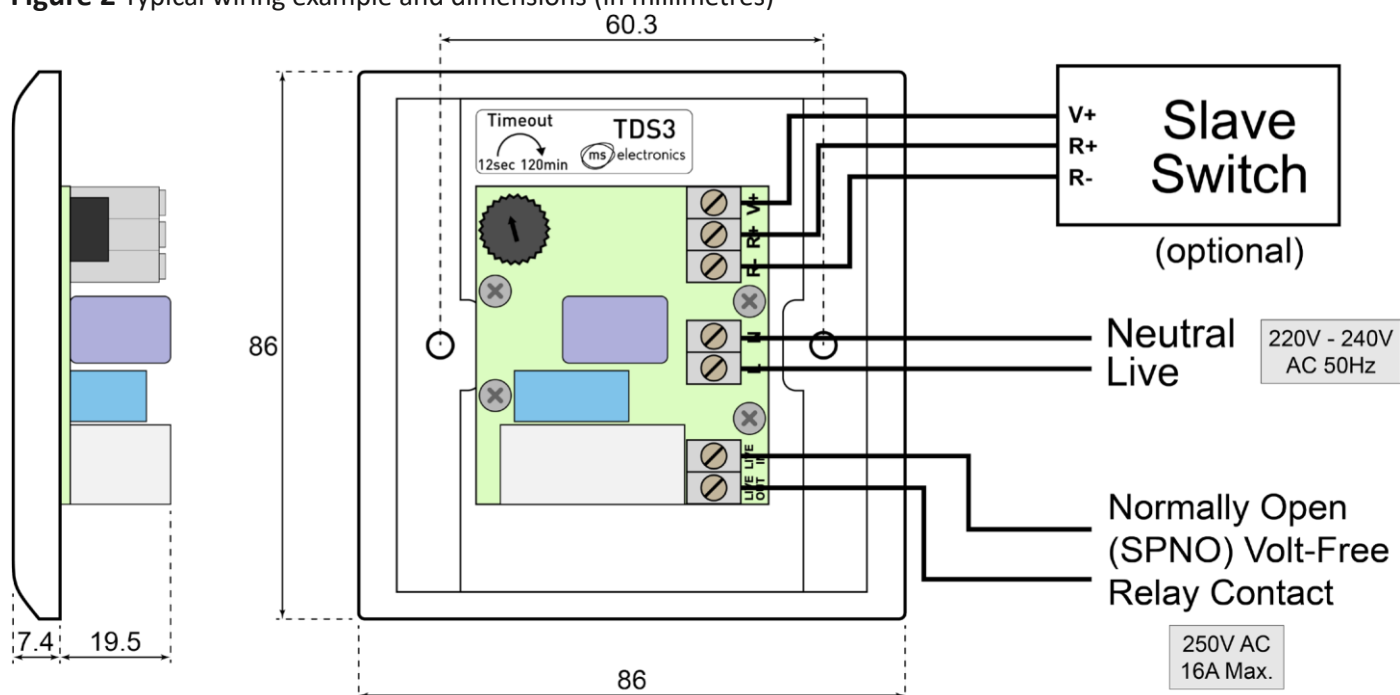 Figure 2 Typical wiring example and dimensions (in millimetres)
60.3
Timeout
12sec 120min
TDS3
ms electronics
V+
R+
R-
V+
R+
R-
Slave
Switch
(optional)
N
L
Neutral
Live
220V - 240V
AC 50Hz
86
LIVE IN
LIVE OUT
Normally Open
(SPNO) Volt-Free
Relay Contact
250V AC
16A Max.
7.4
19.5
86